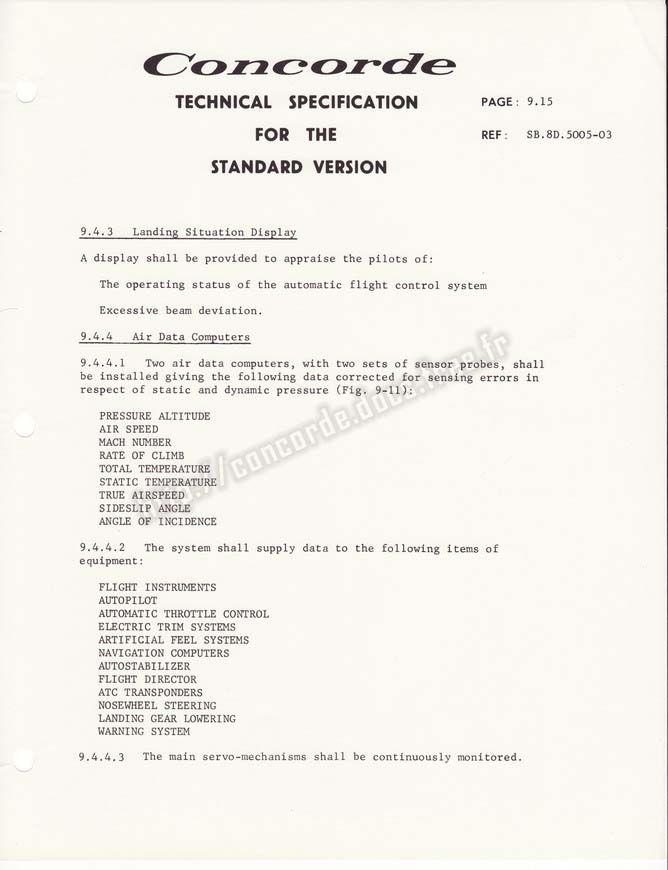 Concorde
TECHNICAL SPECIFICATION
PAGE: 9.15
FOR THE
REF: SB.8D.5005-03
STANDARD VERSION
9.4.3 Landing Situation Display
A display shall be provided to appraise the pilots of:
The operating status of the automatic flight control system
Excessive beam deviation.
9.4.4 Air Data Computers
9.4.4.1 Two air data computers, with two sets of sensor probes, shall
be installed giving the following data corrected for sensing errors in
respect of static and dynamic pressure (Fig. 9-11):
PRESSURE ALTITUDE
AIR SPEED
MACH NUMBER
RATE OF CLIMB
TOTAL TEMPERATURE
STATIC TEMPERATURE
TRUE AIRSPEED
SIDESLIP ANGLE
ANGLE OF INCIDENCE
http://concorde.docs.free.fr
9.4.4.2 The system shall supply data to the following items of
equipment:
FLIGHT INSTRUMENTS
AUTOPILOT
AUTOMATIC THROTTLE CONTROL
ELECTRIC TRIM SYSTEMS
ARTIFICIAL FEEL SYSTEMS
NAVIGATION COMPUTERS
AUTOSTABILIZER
FLIGHT DIRECTOR
ATC TRANSPONDERS
NOSEWHEEL STEERING
LANDING GEAR LOWERING
WARNING SYSTEM
9.4.4.3 The main servo-mechanisms shall be continuously monitored.